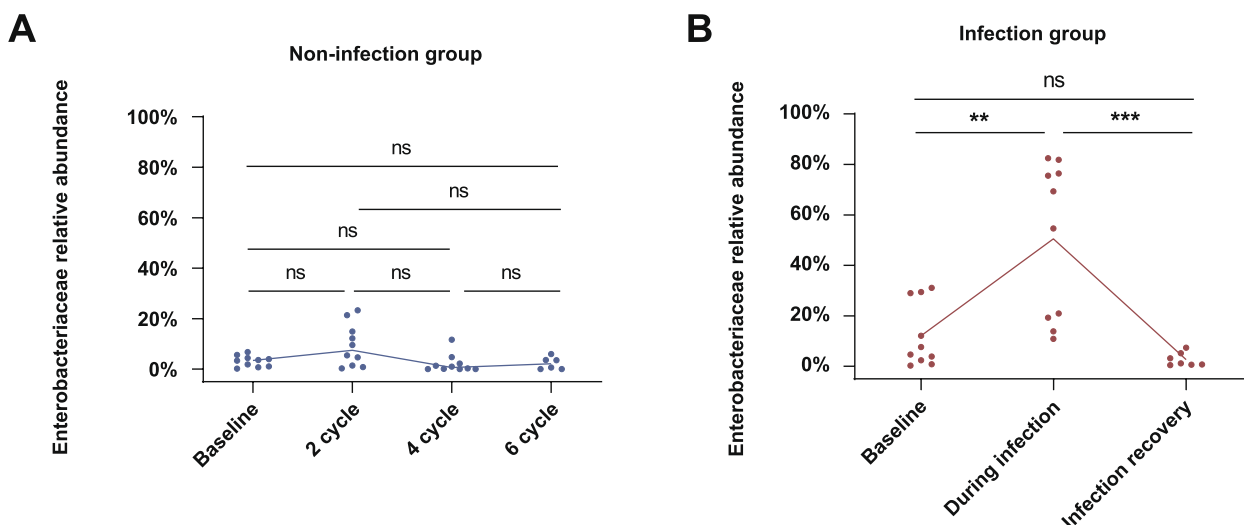 A
Non-infection group
Enterobacteriaceae relative abundance
100%
80%
60%
40%
20%
0%
ns
ns
ns
ns
ns
ns
Baseline
2 cycle
4 cycle
6 cycle
B
Infection group
Enterobacteriaceae relative abundance
100%
80%
60%
40%
20%
0%
ns
**
***
Baseline
During infection
Infection recovery